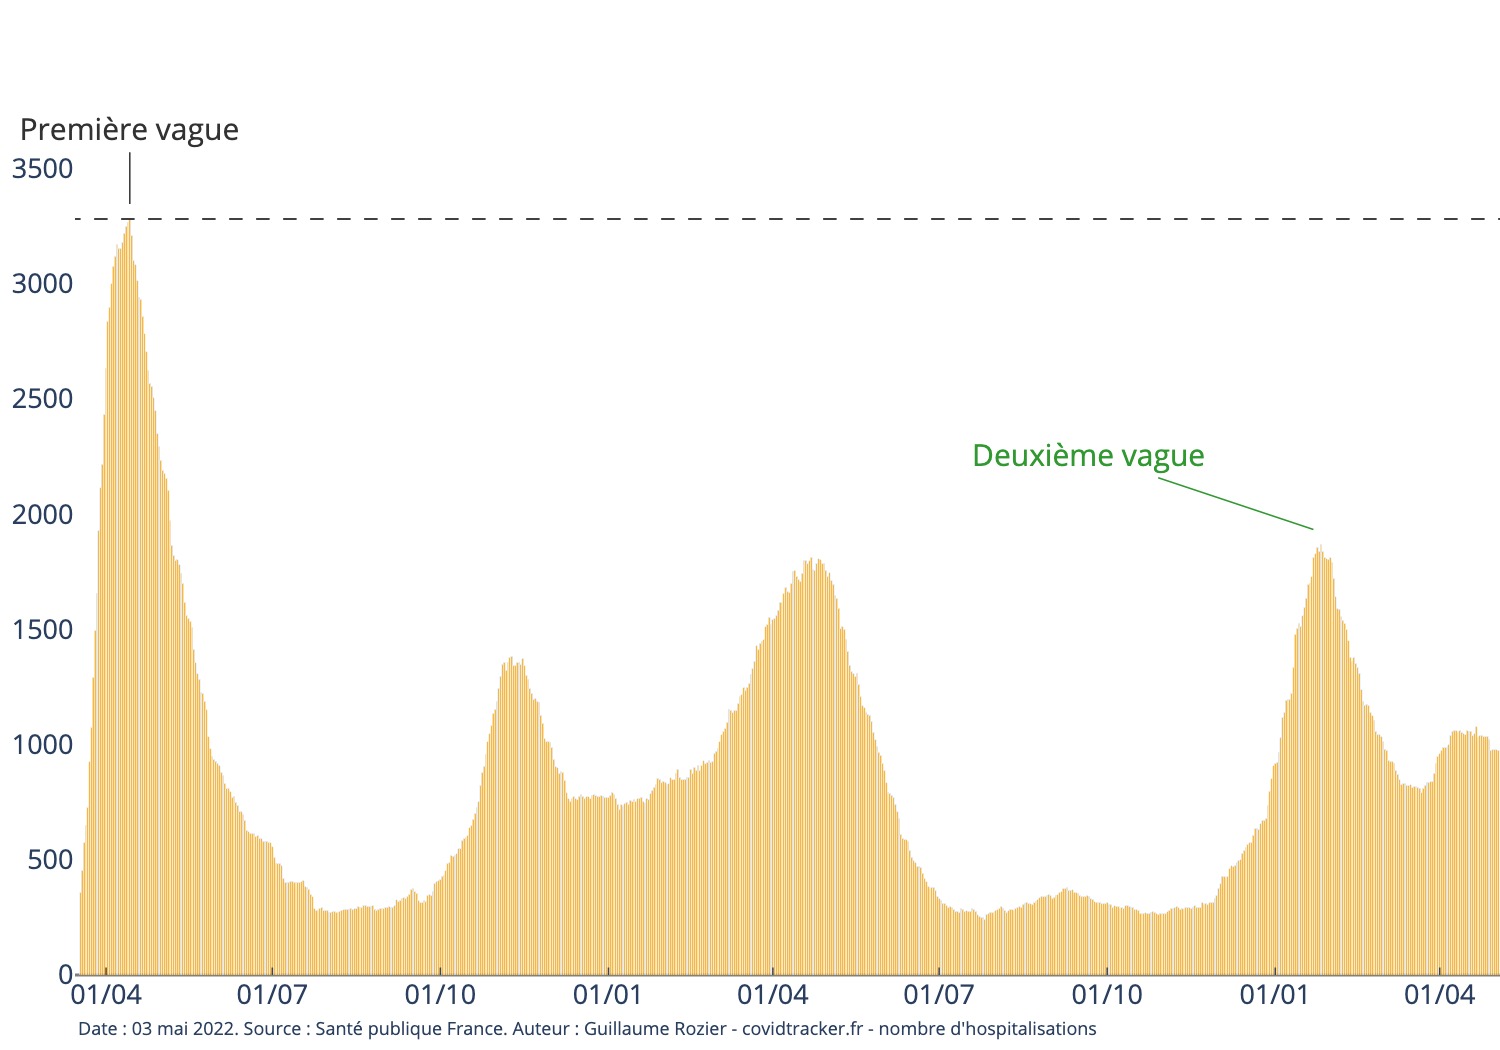 Première vague
3500
3000
2500
Deuxième vague
2000
1500
1000
500
0
01/04 01/07 01/10 01/01 01/04 01/07 01/10 01/01 01/04
Date : 03 mai 2022. Source : Santé publique France. Auteur : Guillaume Rozier - covidtracker.fr - nombre d'hospitalisations